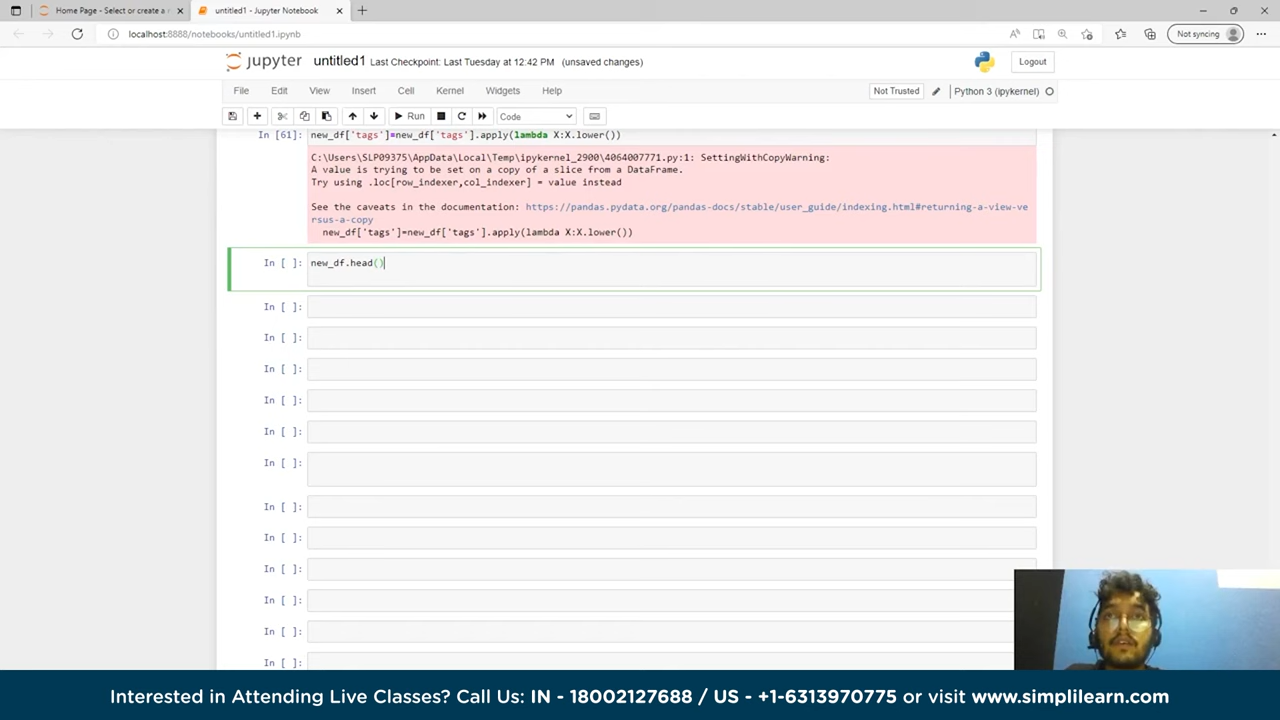 Home Page - Select or create a n
untitled1 - Jupyter Notebook
localhost:8888/notebooks/untitled1.ipynb
Not syncing
jupyter untitled1 Last Checkpoint: Last Tuesday at 12:42 PM (unsaved changes)
Logout
File Edit View Insert Cell Kernel Widgets Help
Not Trusted
Python 3 (ipykernel)
Run
Code
In [61]: new_df['tags']=new_df['tags'].apply(lambda X:X.lower())
C:\Users\SLP09375\AppData\Local\Temp\ipykernel_2900\4064007771.py:1: SettingWithCopyWarning:
A value is trying to be set on a copy of a slice from a DataFrame.
Try using .loc[row_indexer,col_indexer] = value instead
See the caveats in the documentation: https://pandas.pydata.org/pandas-docs/stable/user_guide/indexing.html#returning-a-view-ve
rsus-a-copy
new_df['tags']=new_df['tags'].apply(lambda X:X.lower())
In [ ]: new_df.head()
In [ ]:
In [ ]:
In [ ]:
In [ ]:
In [ ]:
In [ ]:
In [ ]:
In [ ]:
In [ ]:
In [ ]:
In [ ]:
In [ ]:
Interested in Attending Live Classes? Call Us: IN - 18002127688 / US - +1-6313970775 or visit www.simplilearn.com